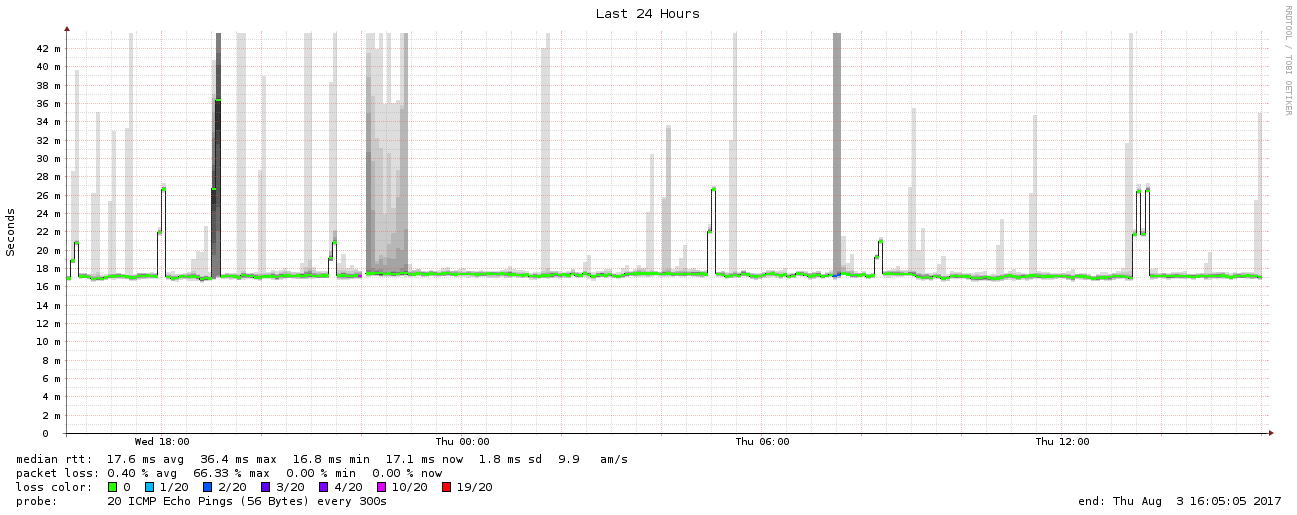 Last 24 Hours
RRDTOOL / TOBI OETIKER
Seconds
42 m
40 m
38 m
36 m
34 m
32 m
30 m
28 m
26 m
24 m
22 m
20 m
18 m
16 m
14 m
12 m
10 m
8 m
6 m
4 m
2 m
0
Wed 18:00 Thu 00:00 Thu 06:00 Thu 12:00
median rtt: 17.6 ms avg 36.4 ms max 16.8 ms min 17.1 ms now 1.8 ms sd 9.9 am/s
packet loss: 0.40 % avg 66.33 % max 0.00 % min 0.00 % now
loss color: 0 1/20 2/20 3/20 4/20 10/20 19/20
probe: 20 ICMP Echo Pings (56 Bytes) every 300s end: Thu Aug 3 16:05:05 2017